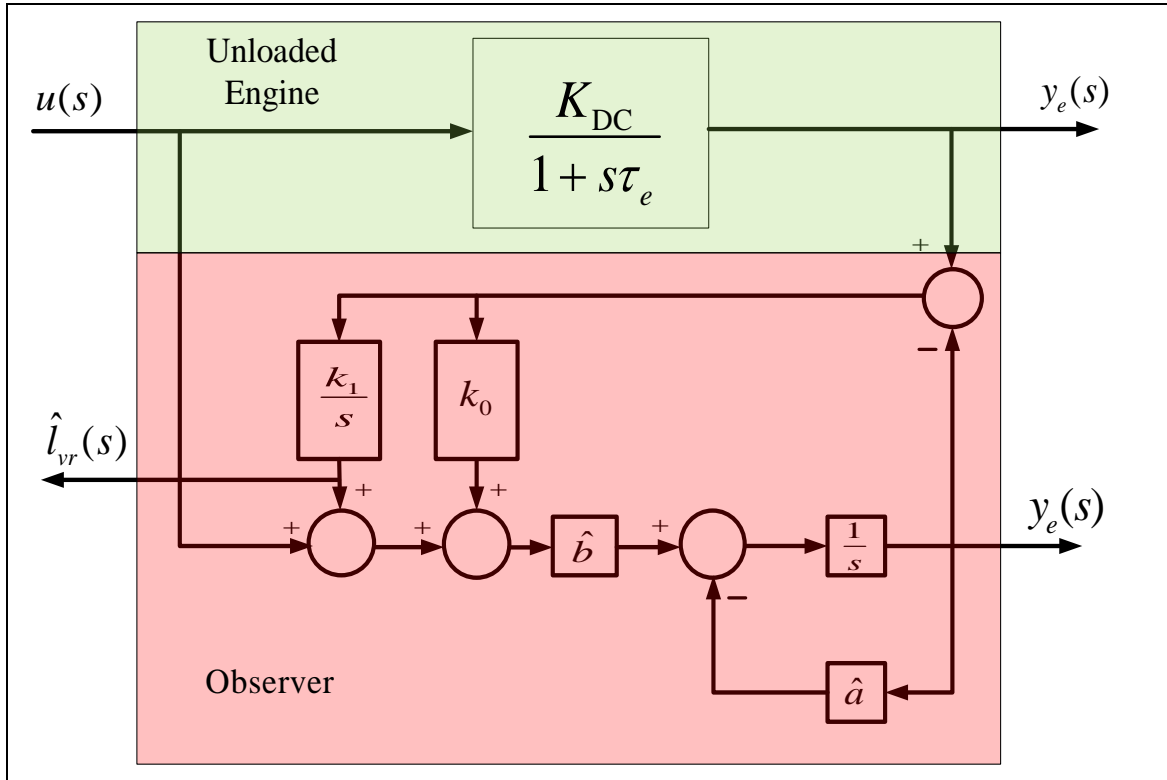 Unloaded
Engine
u(s)
K_DC
1 + sτ_e
y_e(s)
+
−
k_1
s
k_0
l̂_vr(s)
+
+
+
+
b̂
+
−
1
s
y_e(s)
â
Observer